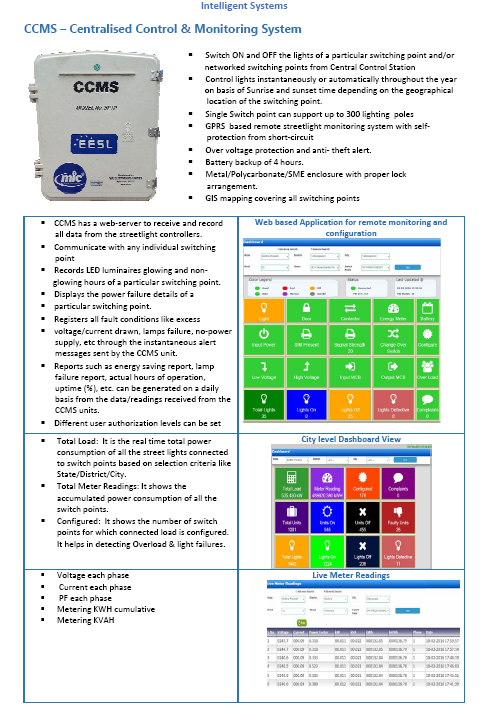 Intelligent Systems
CCMS – Centralised Control & Monitoring System
CCMS
EESL
mic
Switch ON and OFF the lights of a particular switching point and/or
networked switching points from Central Control Station
Control lights instantaneously or automatically throughout the year
on basis of Sunrise and sunset time depending on the geographical
location of the switching point.
Single Switch point can support up to 300 lighting poles
GPRS based remote streetlight monitoring system with self-
protection from short-circuit
Over voltage protection and anti- theft alert.
Battery backup of 4 hours.
Metal/Polycarbonate/SME enclosure with proper lock
arrangement.
GIS mapping covering all switching points
CCMS has a web-server to receive and record
all data from the streetlight controllers.
Communicate with any individual switching
point
Records LED luminaires glowing and non-
glowing hours of a particular switching point.
Displays the power failure details of a
particular switching point.
Registers all fault conditions like excess
voltage/current drawn, lamps failure, no-power
supply, etc through the instantaneous alert
messages sent by the CCMS unit.
Reports such as energy saving report, lamp
failure report, actual hours of operation,
uptime (%), etc. can be generated on a daily
basis from the data/readings received from the
CCMS units.
Different user authorization levels can be set
Web based Application for remote monitoring and
configuration
Dashboard
Light
Door
Contactor
Energy Meter
Battery
Input Power
SIM Present
Signal Strength
20
Change Over
Switch
Configure
Low Voltage
High Voltage
Input MCB
Output MCB
Over Load
Total Lights
35
Lights On
0
Lights Off
35
Lights Defective
0
Complaints
0
Total Load: It is the real time total power
consumption of all the street lights connected
to switch points based on selection criteria like
State/District/City.
Total Meter Readings: It shows the
accumulated power consumption of all the
switch points.
Configured: It shows the number of switch
points for which connected load is configured.
It helps in detecting Overload & light failures.
City level Dashboard View
Dashboard
Total Load
Meter Reading
Configured
Complaints
0
Total Units
Units On
Units Off
Faulty Units
Total Lights
Lights On
Lights Off
Lights Defective
11
Voltage each phase
Current each phase
PF each phase
Metering KWH cumulative
Metering KVAH
Live Meter Readings
Live Meter Readings